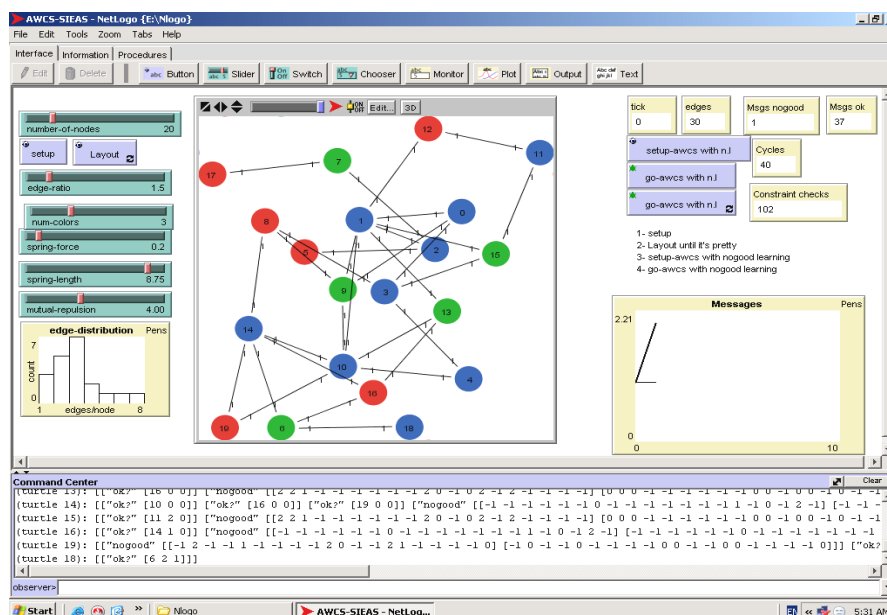 AWCS-SIEAS - NetLogo {E:\Nlogo}
File Edit Tools Zoom Tabs Help
Interface Information Procedures
Edit Delete Button Slider Switch Chooser Monitor Plot Output Text
number-of-nodes 20
setup Layout
edge-ratio 1.5
num-colors 3
spring-force 0.2
spring-length 8.75
mutual-repulsion 4.00
edge-distribution Pens
7
count
0
1 edges/node 8
Edit... 3D
12
11
7
17
8
1
0
2
15
9
3
13
14
10
4
16
19
6
18
tick
0
edges
30
Msgs nogood
1
Msgs ok
37
setup-awcs with n.l
go-awcs with n.l
go-awcs with n.l
Cycles
40
Constraint checks
102
1- setup
2- Layout until it's pretty
3- setup-awcs with nogood learning
4- go-awcs with nogood learning
Messages Pens
2.21
0
0 10
Command Center Clear
(turtle 14): [["ok?" [10 0 0]] ["ok?" [16 0 0]] ["ok?" [19 0 0]] ["nogood"
(turtle 15): [["ok?" [11 2 0]] ["nogood"
(turtle 16): [["ok?" [14 1 0]] ["nogood"
(turtle 19): [["nogood"
(turtle 18): [["ok?" [6 2 1]]]
observer>
Start Nlogo AWCS-SIEAS - NetLog... EN 5:31 AM